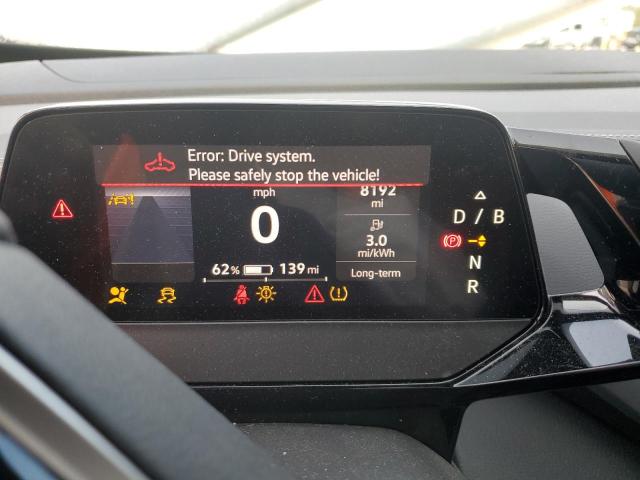 Error: Drive system.
Please safely stop the vehicle!
mph
0
62% 139 mi
8192
mi
3.0
mi/kWh
Long-term
D / B
P
N
R